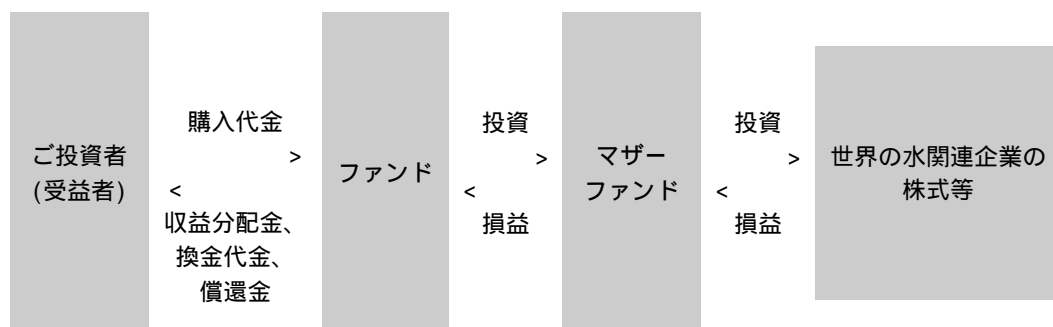 ご投資者
(受益者)
購入代金
>
<
収益分配金、
換金代金、
償還金
ファンド
投資
>
<
損益
マザー
ファンド
投資
>
<
損益
世界の水関連企業の
株式等